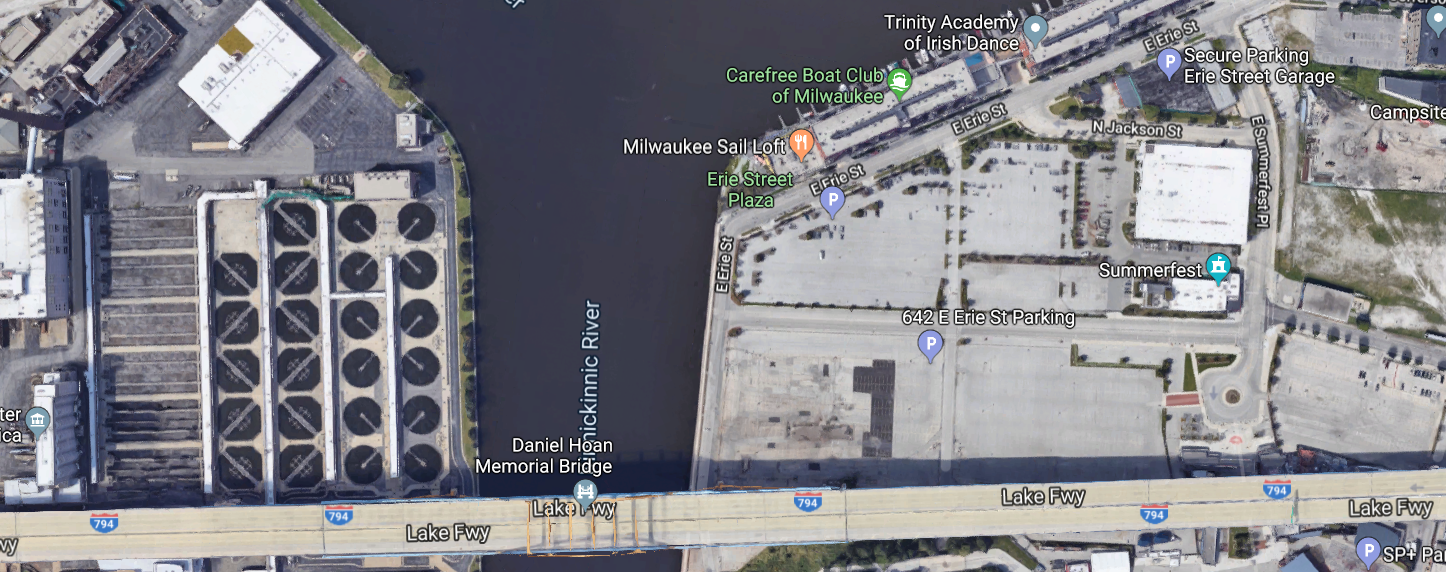 Trinity Academy
of Irish Dance
E Erie St
Secure Parking
Erie Street Garage
Carefree Boat Club
of Milwaukee
Campsite
E Erie St
N Jackson St
Milwaukee Sail Loft
E Erie St
Erie Street
Plaza
P
P
E Summerfest Pl
E Erie St
Summerfest
642 E Erie St Parking
P
nickinnic River
Daniel Hoan
Memorial Bridge
794
794
Lake Fwy
Lake Fwy
794
Lake Fwy
794
794
Lake Fwy
P
SP+ Pa